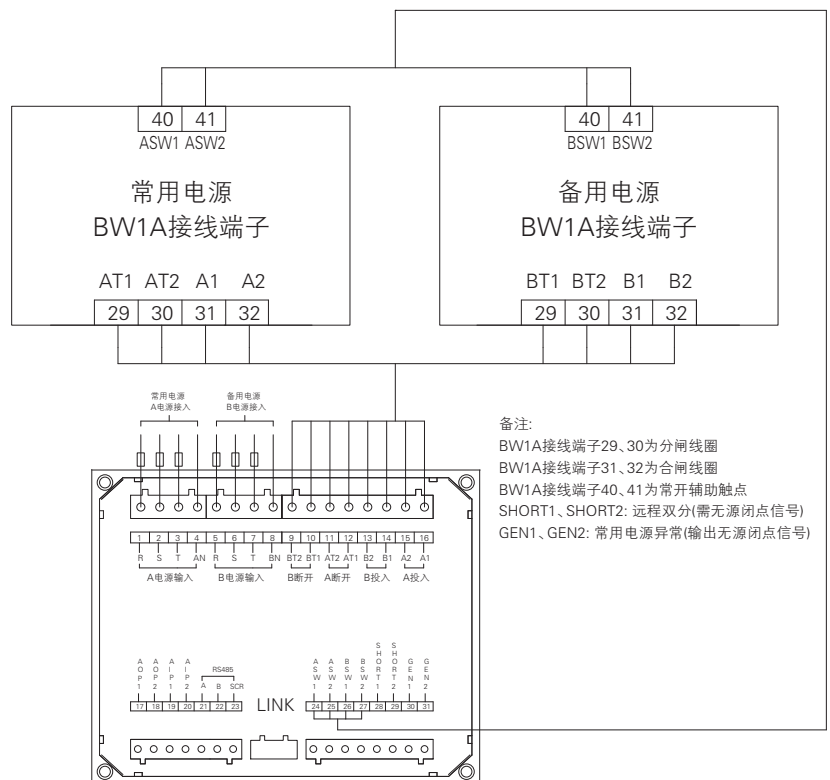 40 41
ASW1 ASW2
常用电源
BW1A接线端子
AT1 AT2 A1 A2
29 30 31 32
40 41
BSW1 BSW2
备用电源
BW1A接线端子
BT1 BT2 B1 B2
29 30 31 32
常用电源
A电源接入
备用电源
B电源接入
备注:
BW1A接线端子29、30为分闸线圈
BW1A接线端子31、32为合闸线圈
BW1A接线端子40、41为常开辅助触点
SHORT1、SHORT2: 远程双分(需无源闭点信号)
GEN1、GEN2: 常用电源异常(输出无源闭点信号)
1 2 3 4 5 6 7 8 9 10 11 12 13 14 15 16
R S T AN R S T BN BT2 BT1 AT2 AT1 B2 B1 A2 A1
A电源输入 B电源输入 B断开 A断开 B投入 A投入
AOP1 AOP2 AIP1 AIP2
RS485
A B SCR
17 18 19 20 21 22 23
LINK
ASW1 ASW2 BSW1 BSW2 SHORT1 SHORT2 GEN1 GEN2
24 25 26 27 28 29 30 31